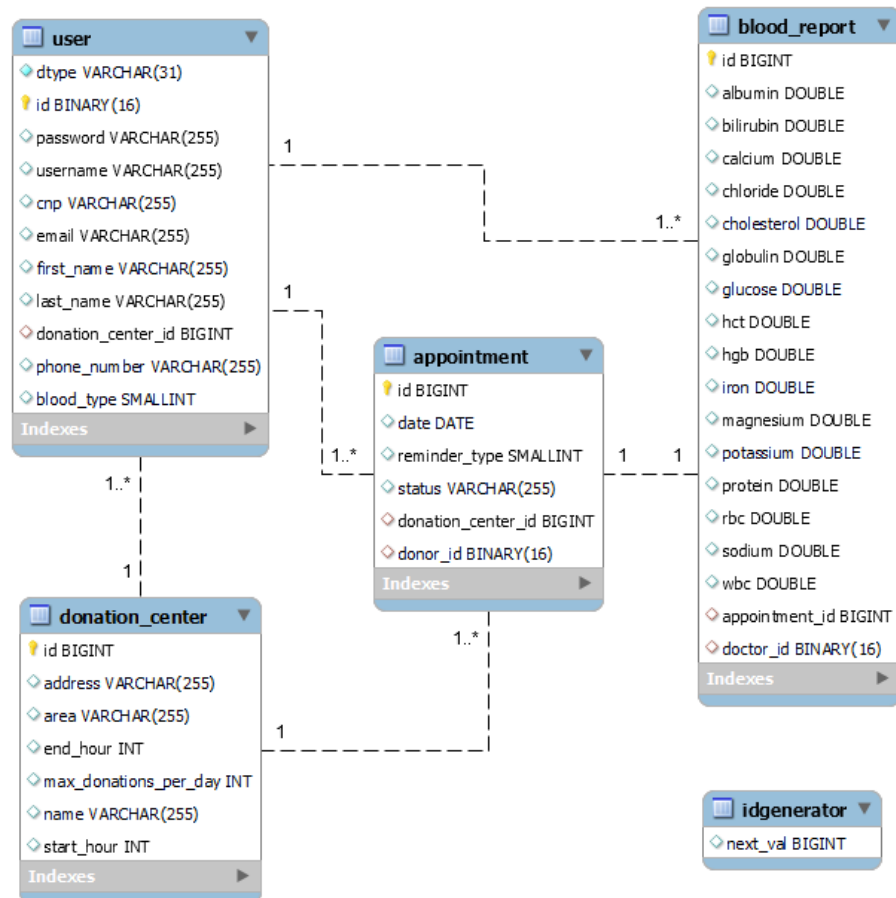 user
dtype VARCHAR(31)
id BINARY(16)
password VARCHAR(255)
username VARCHAR(255)
cnp VARCHAR(255)
email VARCHAR(255)
first_name VARCHAR(255)
last_name VARCHAR(255)
donation_center_id BIGINT
phone_number VARCHAR(255)
blood_type SMALLINT
Indexes
1
1..*
1
1..*
1..*
1
appointment
id BIGINT
date DATE
reminder_type SMALLINT
status VARCHAR(255)
donation_center_id BIGINT
donor_id BINARY(16)
Indexes
1
1
1..*
1
donation_center
id BIGINT
address VARCHAR(255)
area VARCHAR(255)
end_hour INT
max_donations_per_day INT
name VARCHAR(255)
start_hour INT
Indexes
blood_report
id BIGINT
albumin DOUBLE
bilirubin DOUBLE
calcium DOUBLE
chloride DOUBLE
cholesterol DOUBLE
globulin DOUBLE
glucose DOUBLE
hct DOUBLE
hgb DOUBLE
iron DOUBLE
magnesium DOUBLE
potassium DOUBLE
protein DOUBLE
rbc DOUBLE
sodium DOUBLE
wbc DOUBLE
appointment_id BIGINT
doctor_id BINARY(16)
Indexes
idgenerator
next_val BIGINT